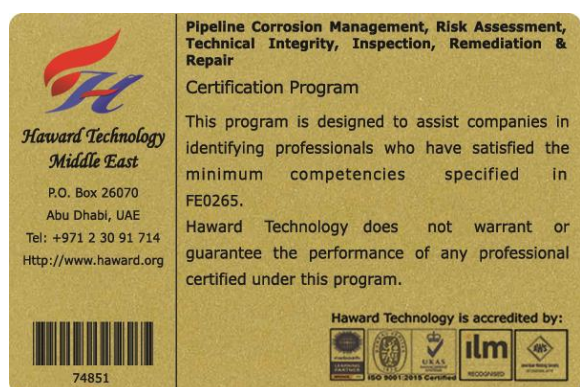 Haward Technology
Middle East
P.O. Box 26070
Abu Dhabi, UAE
Tel: +971 2 30 91 714
Http://www.haward.org
74851
Pipeline Corrosion Management, Risk Assessment,
Technical Integrity, Inspection, Remediation &
Repair
Certification Program
This program is designed to assist companies in
identifying professionals who have satisfied the
minimum competencies specified in
FE0265.
Haward Technology does not warrant or
guarantee the performance of any professional
certified under this program.
Haward Technology is accredited by:
ISO 9001:2015 Certified
UKAS
ilm
RECOGNISED
AWS